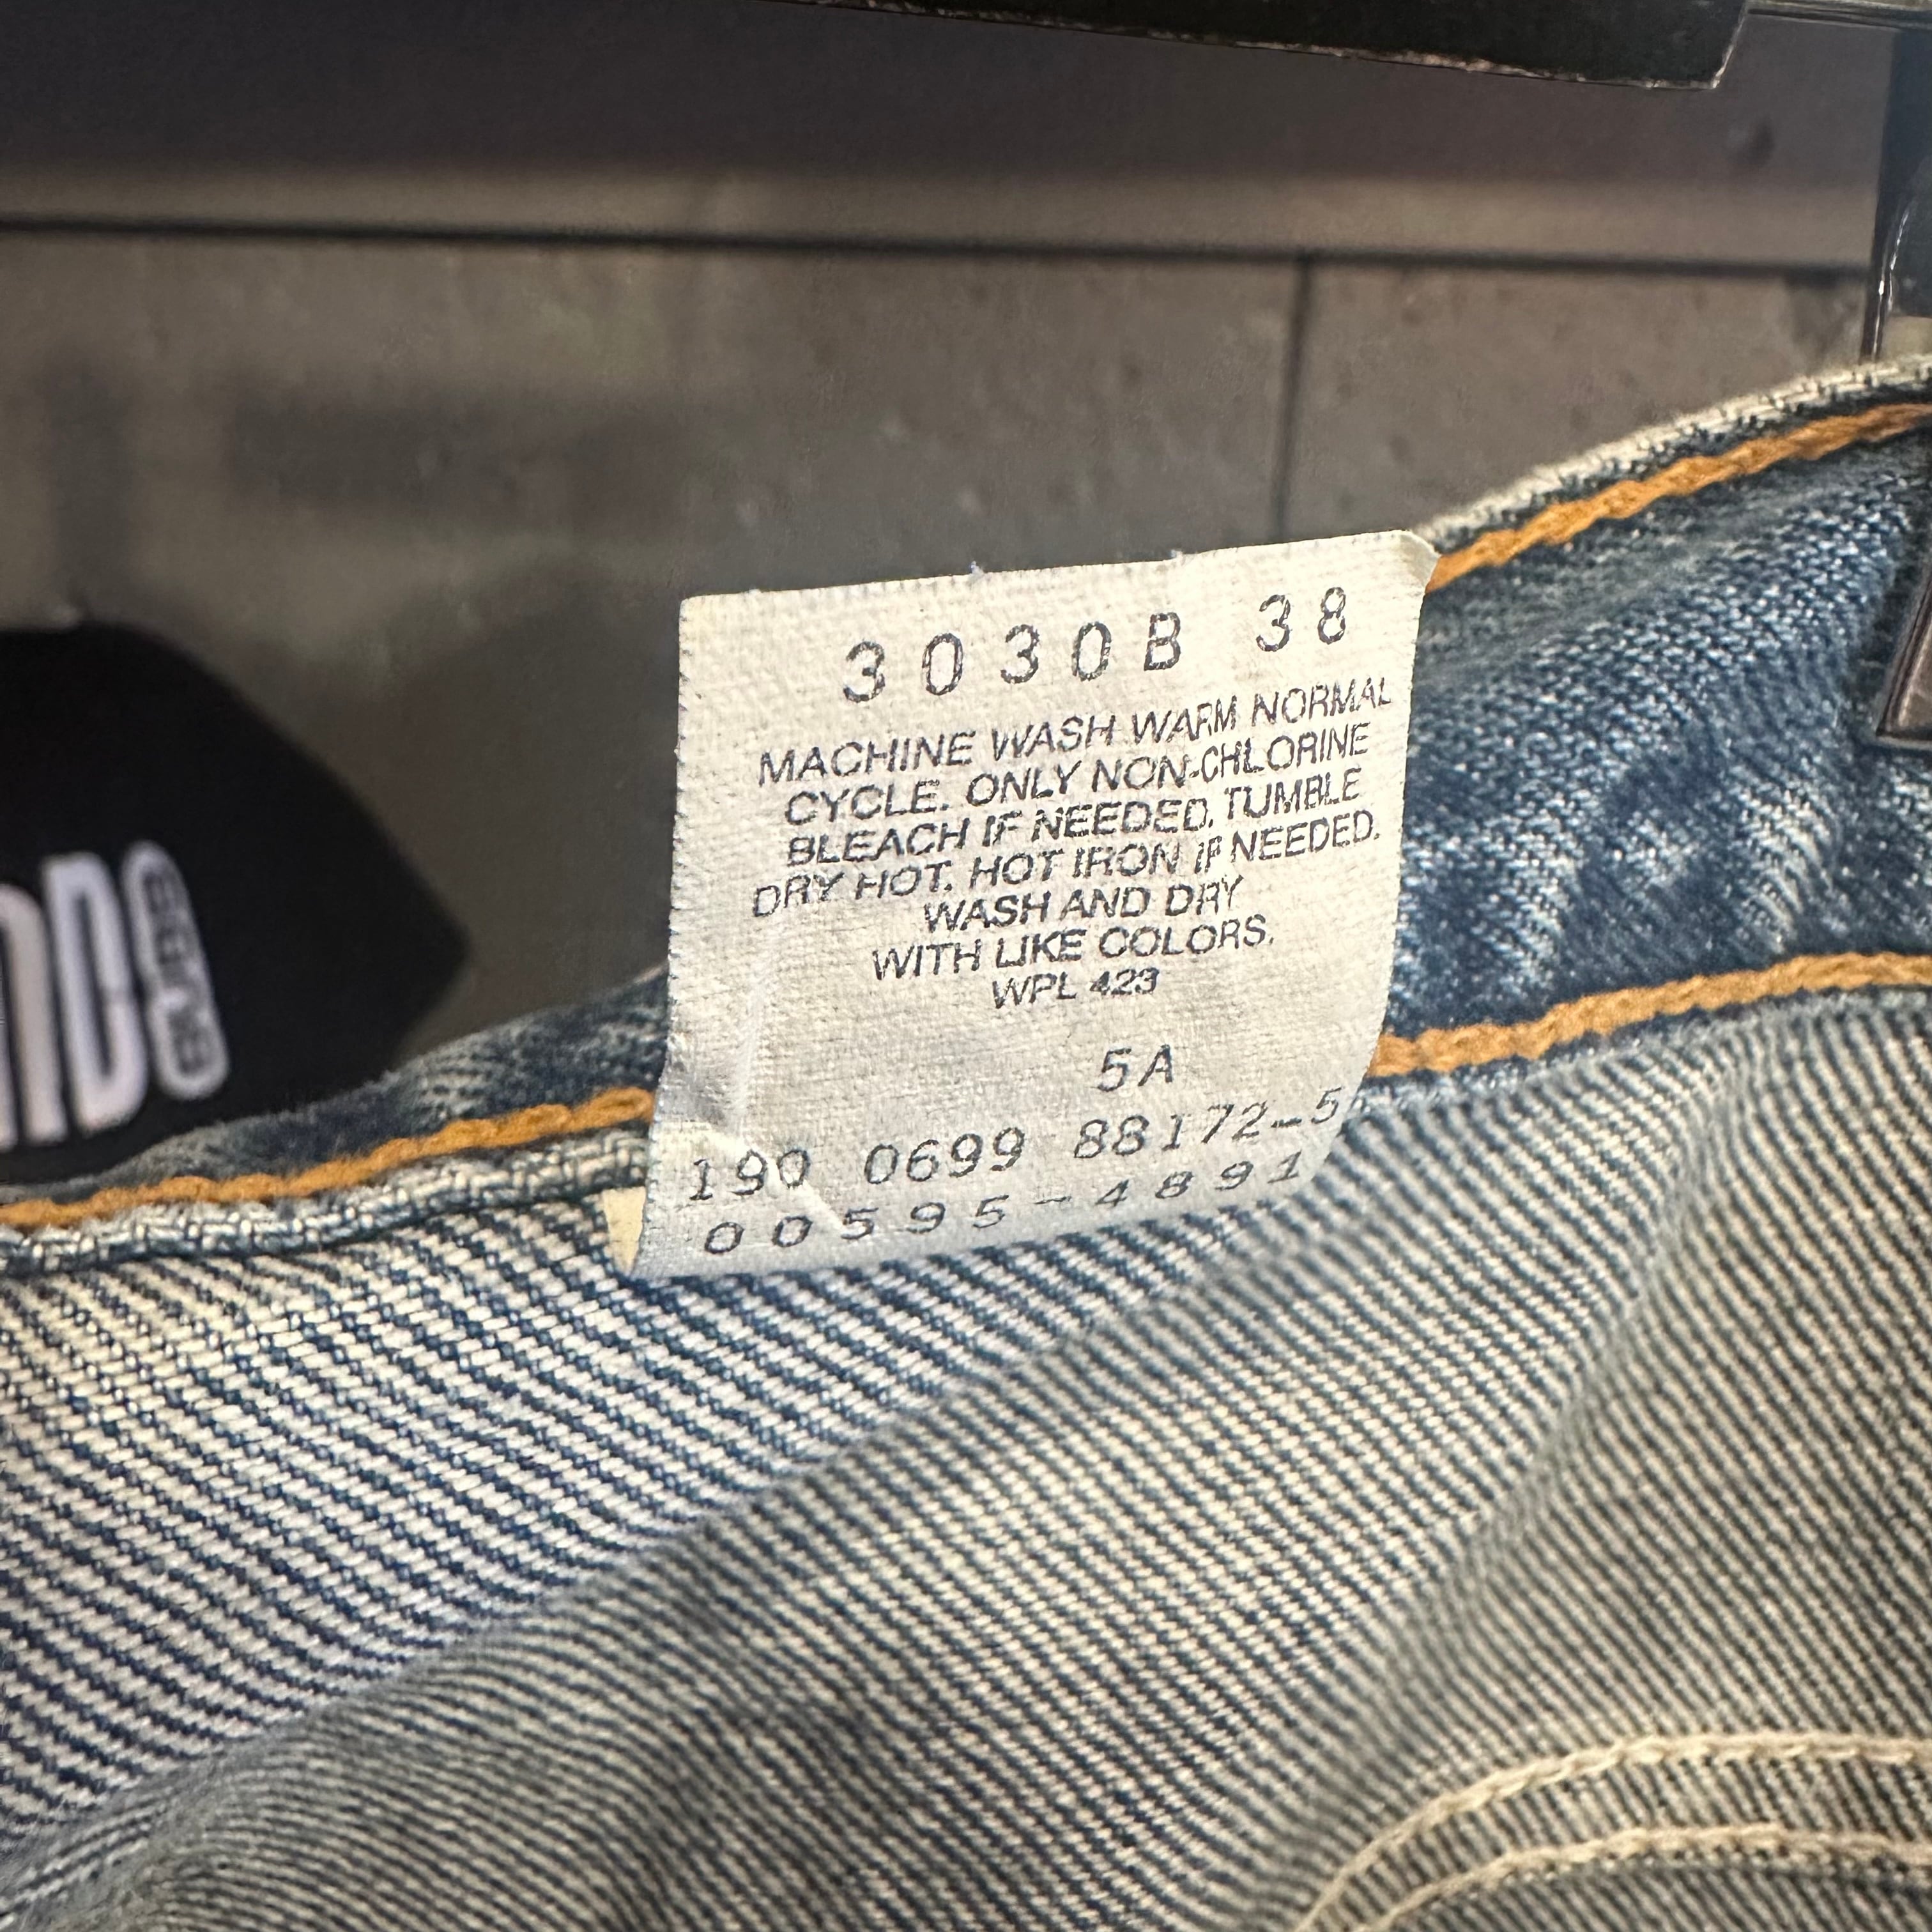 3030B 38
MACHINE WASH WARM NORMAL
CYCLE. ONLY NON-CHLORINE
BLEACH IF NEEDED. TUMBLE
DRY HOT. HOT IRON IF NEEDED.
WASH AND DRY
WITH LIKE COLORS.
WPL 423
5A
190 0699 88172-5
00595-4891